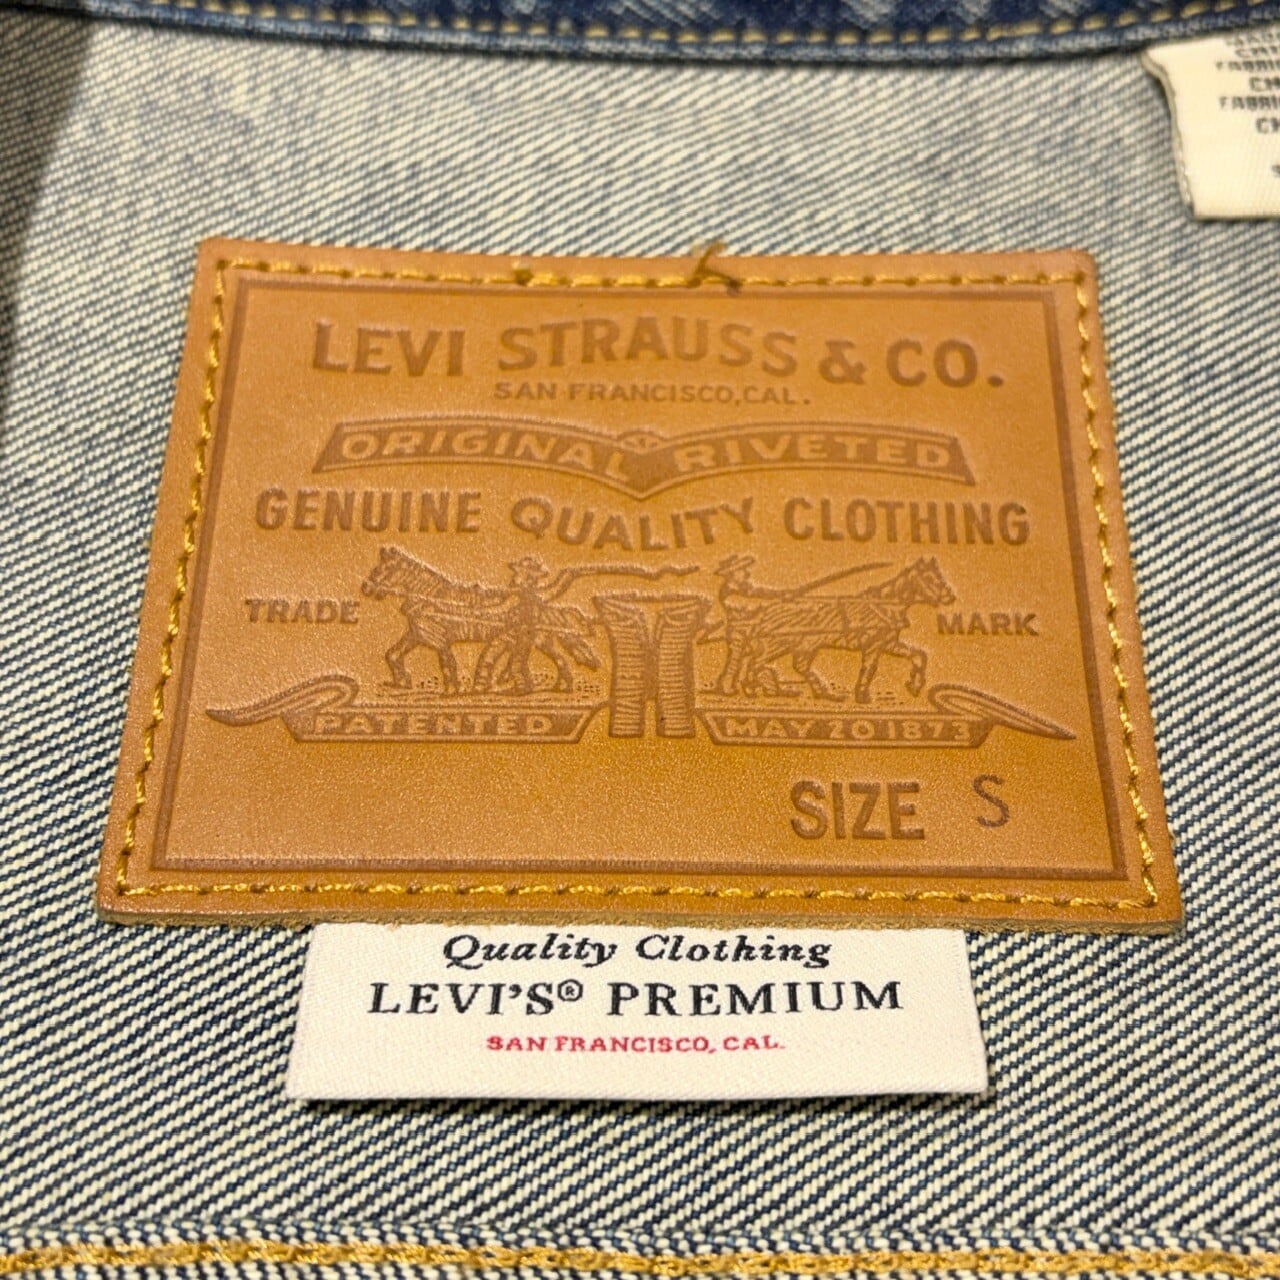 LEVI STRAUSS & CO.
SAN FRANCISCO, CAL.
ORIGINAL RIVETED
GENUINE QUALITY CLOTHING
TRADE MARK
PATENTED MAY 20 1873
SIZE S
Quality Clothing
LEVI'S® PREMIUM
SAN FRANCISCO, CAL.